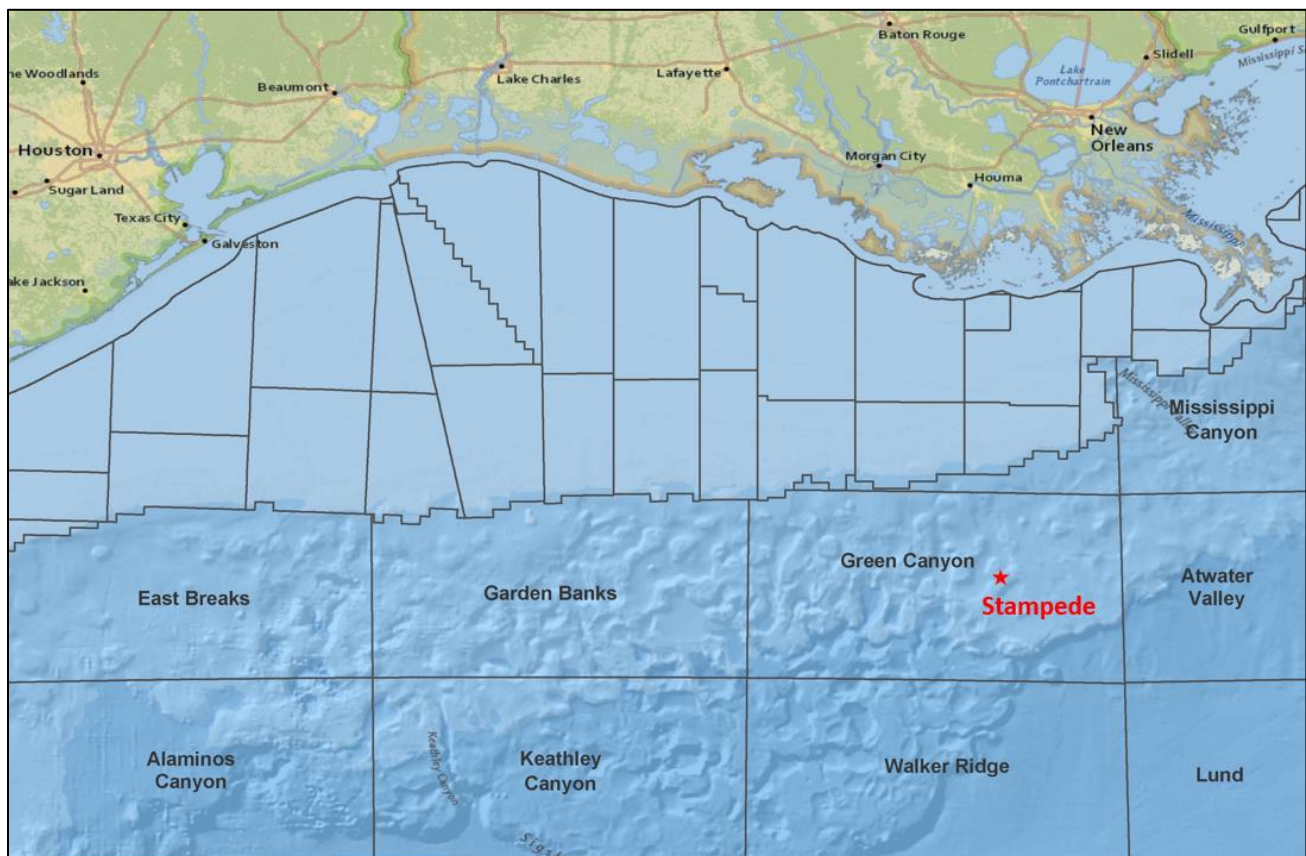 Baton Rouge
Gulfport
Slidell
Lake
Pontchartrain
Lafayette
Lake Charles
Woodlands
Beaumont
New
Orleans
Houston
Morgan City
Houma
Sugar Land
Texas City
Galveston
Mississippi
Jackson
Mississippi
Canyon
Green Canyon
Stampede
Atwater
Valley
East Breaks
Garden Banks
Alaminos
Canyon
Keathley Canyon
Keathley
Canyon
Walker Ridge
Lund